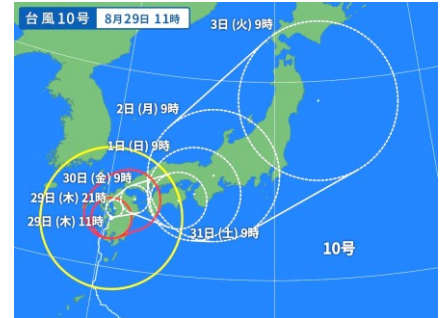 台風10号 8月29日 11時
3日(火)9時
2日(月)9時
1日(日)9時
30日(金)9時
29日(木)21時
29日(木)11時
31日(土)9時
10号